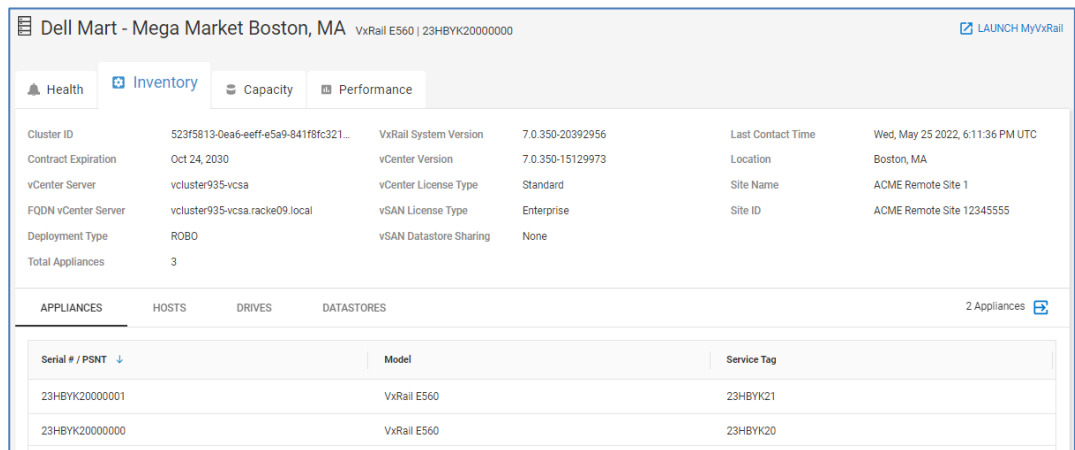 Dell Mart - Mega Market Boston, MA VxRail E560 | 23HBYK20000000 LAUNCH MyVxRail
Health Inventory Capacity Performance
Cluster ID 523f5813-0ea6-eeff-e5a9-841f8fc321... VxRail System Version 7.0.350-20392956 Last Contact Time Wed, May 25 2022, 6:11:36 PM UTC
Contract Expiration Oct 24, 2030 vCenter Version 7.0.350-15129973 Location Boston, MA
vCenter Server vcluster935-vcsa vCenter License Type Standard Site Name ACME Remote Site 1
FQDN vCenter Server vcluster935-vcsa.racke09.local vSAN License Type Enterprise Site ID ACME Remote Site 12345555
Deployment Type ROBO vSAN Datastore Sharing None
Total Appliances 3
APPLIANCES HOSTS DRIVES DATASTORES 2 Appliances
Serial # / PSNT Model Service Tag
23HBYK20000001 VxRail E560 23HBYK21
23HBYK20000000 VxRail E560 23HBYK20